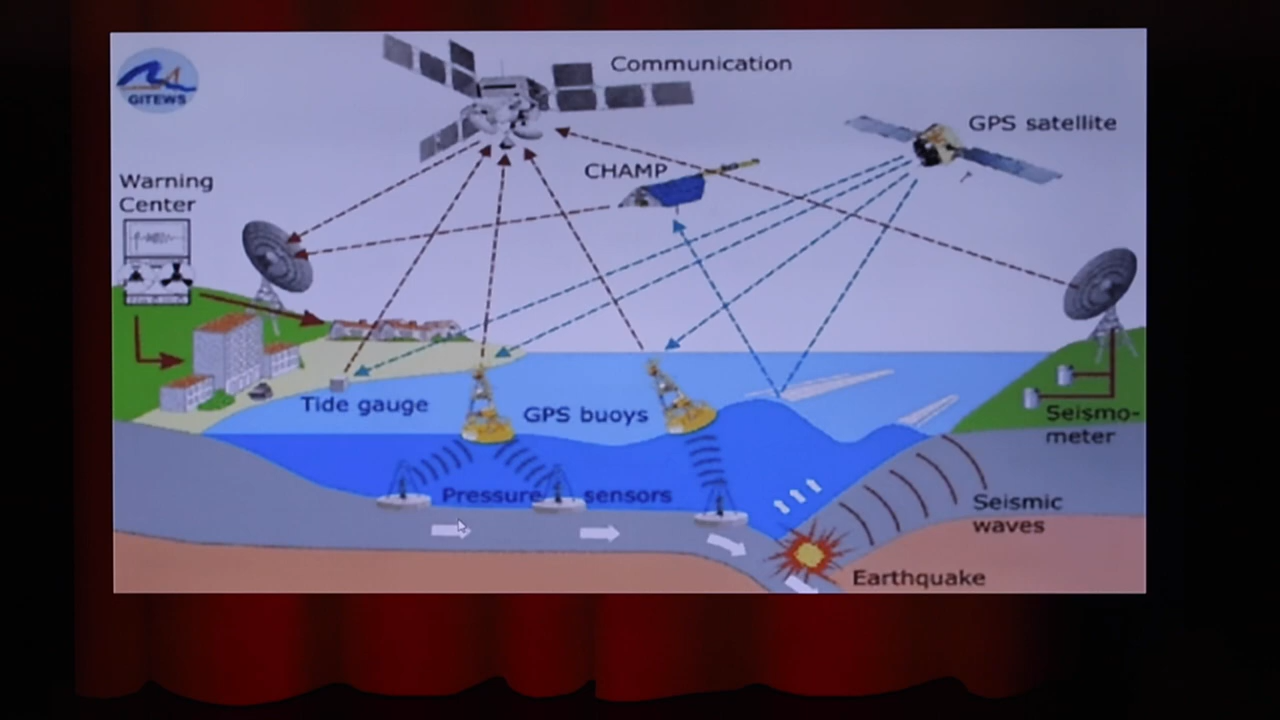 GITEWS
Communication
GPS satellite
CHAMP
Warning
Center
Tide gauge
GPS buoys
Seismo-
meter
Pressure sensors
Seismic
waves
Earthquake